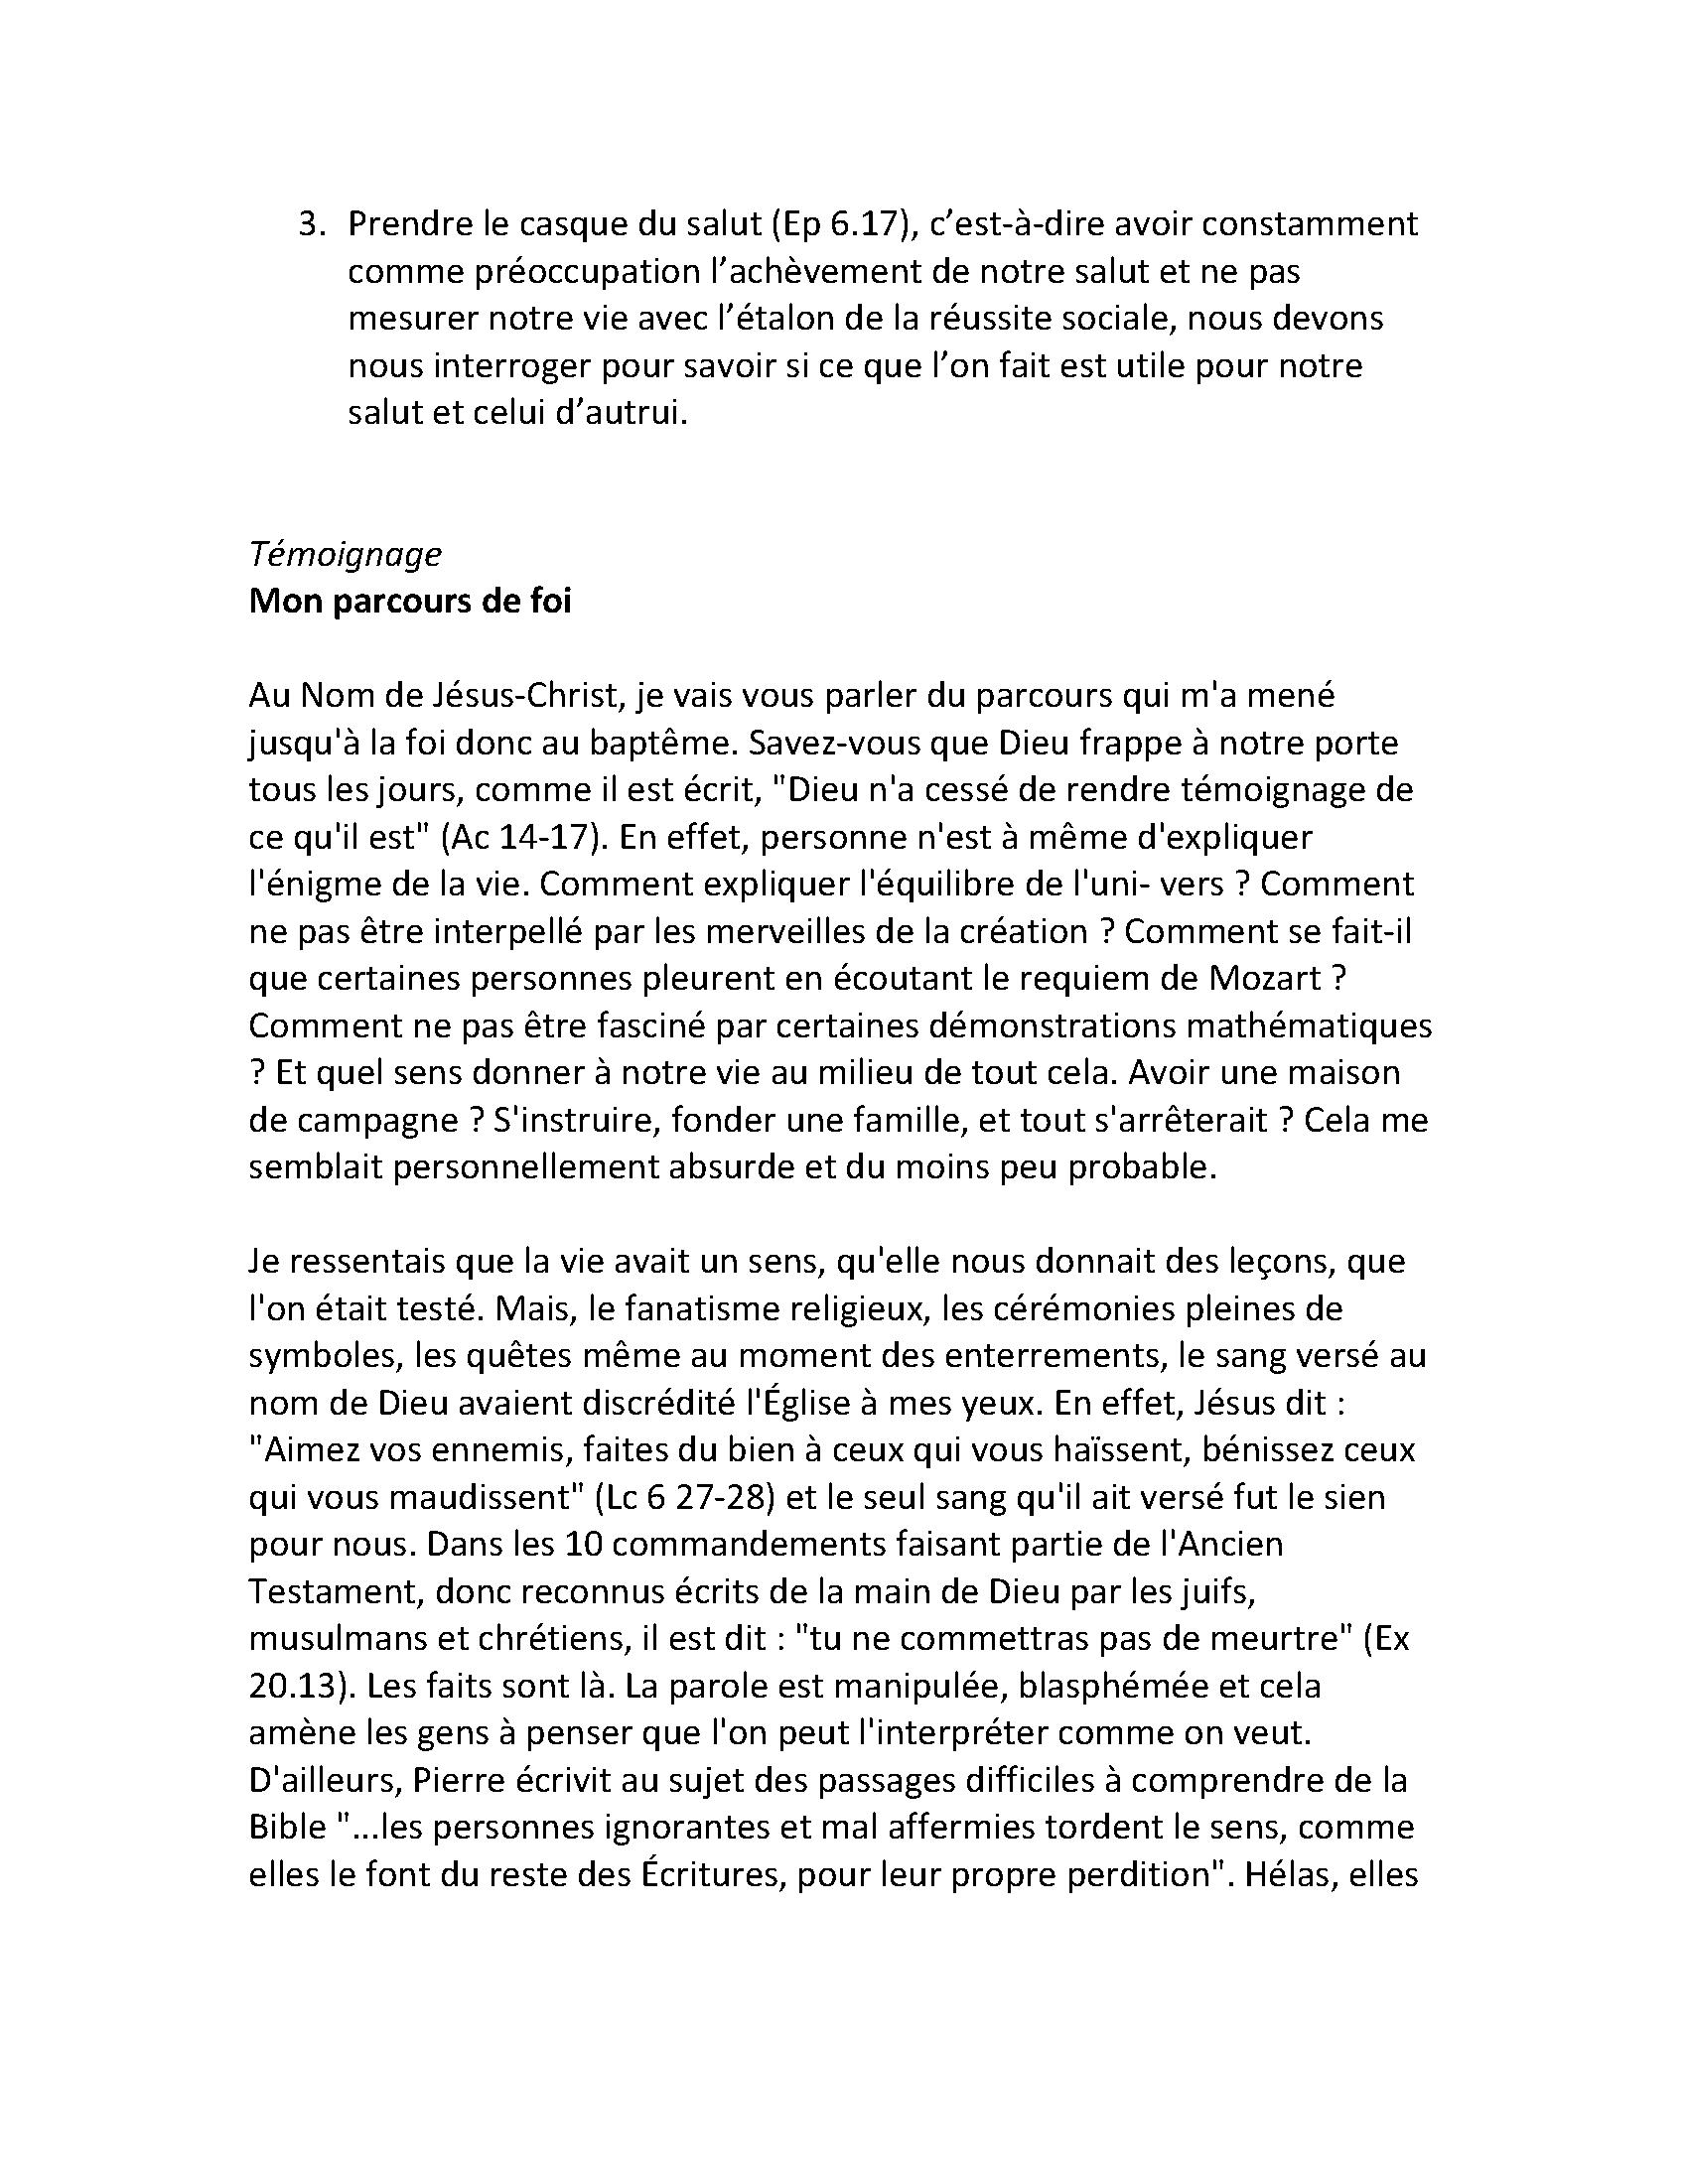 3. Prendre le casque du salut (Ep 6.17), c’est-à-dire avoir constamment
comme préoccupation l’achèvement de notre salut et ne pas
mesurer notre vie avec l’étalon de la réussite sociale, nous devons
nous interroger pour savoir si ce que l’on fait est utile pour notre
salut et celui d’autrui.
Témoignage
Mon parcours de foi
Au Nom de Jésus-Christ, je vais vous parler du parcours qui m'a mené
jusqu'à la foi donc au baptême. Savez-vous que Dieu frappe à notre porte
tous les jours, comme il est écrit, "Dieu n'a cessé de rendre témoignage de
ce qu'il est" (Ac 14-17). En effet, personne n'est à même d'expliquer
l'énigme de la vie. Comment expliquer l'équilibre de l'uni- vers ? Comment
ne pas être interpellé par les merveilles de la création ? Comment se fait-il
que certaines personnes pleurent en écoutant le requiem de Mozart ?
Comment ne pas être fasciné par certaines démonstrations mathématiques
? Et quel sens donner à notre vie au milieu de tout cela. Avoir une maison
de campagne ? S'instruire, fonder une famille, et tout s'arrêterait ? Cela me
semblait personnellement absurde et du moins peu probable.
Je ressentais que la vie avait un sens, qu'elle nous donnait des leçons, que
l'on était testé. Mais, le fanatisme religieux, les cérémonies pleines de
symboles, les quêtes même au moment des enterrements, le sang versé au
nom de Dieu avaient discrédité l'Église à mes yeux. En effet, Jésus dit :
"Aimez vos ennemis, faites du bien à ceux qui vous haïssent, bénissez ceux
qui vous maudissent" (Lc 6 27-28) et le seul sang qu'il ait versé fut le sien
pour nous. Dans les 10 commandements faisant partie de l'Ancien
Testament, donc reconnus écrits de la main de Dieu par les juifs,
musulmans et chrétiens, il est dit : "tu ne commettras pas de meurtre" (Ex
20.13). Les faits sont là. La parole est manipulée, blasphémée et cela
amène les gens à penser que l'on peut l'interpréter comme on veut.
D'ailleurs, Pierre écrivit au sujet des passages difficiles à comprendre de la
Bible "...les personnes ignorantes et mal affermies tordent le sens, comme
elles le font du reste des Écritures, pour leur propre perdition". Hélas, elles